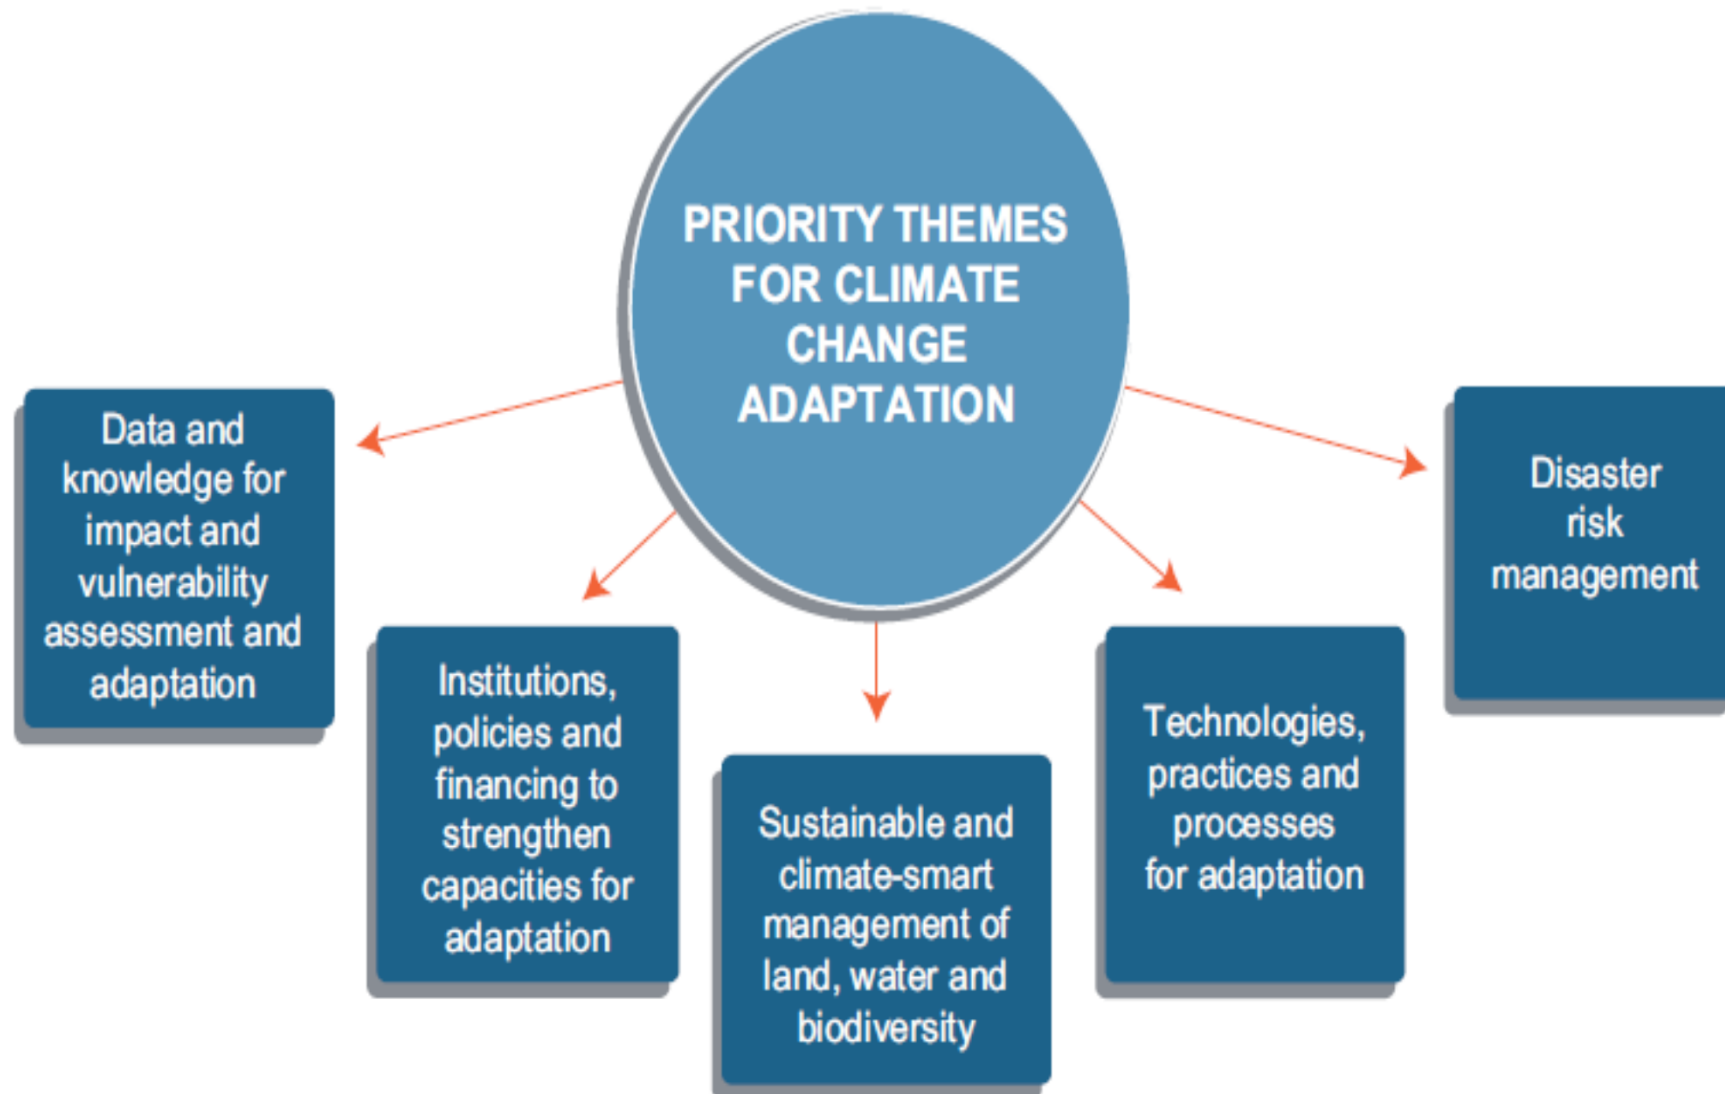 PRIORITY THEMES
FOR CLIMATE
CHANGE
ADAPTATION
Data and
knowledge for
impact and
vulnerability
assessment and
adaptation
Institutions,
policies and
financing to
strengthen
capacities for
adaptation
Sustainable and
climate-smart
management of
land, water and
biodiversity
Technologies,
practices and
processes
for adaptation
Disaster
risk
management